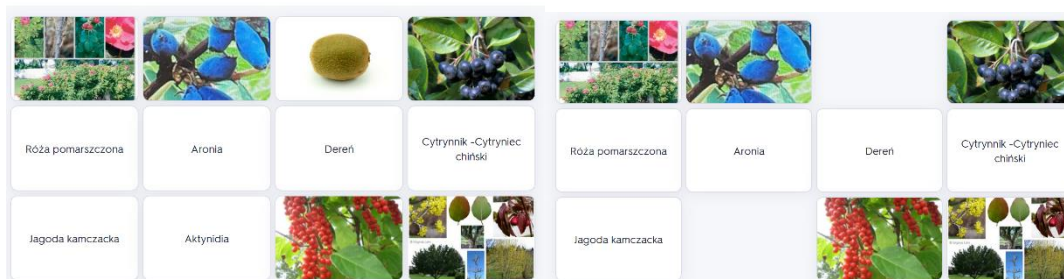 Róża pomarszczona
Aronia
Dereń
Cytrynnik -Cytryniec
chiński
Jagoda kamczacka
Aktynidia
Róża pomarszczona
Aronia
Dereń
Cytrynnik -Cytryniec
chiński
Jagoda kamczacka